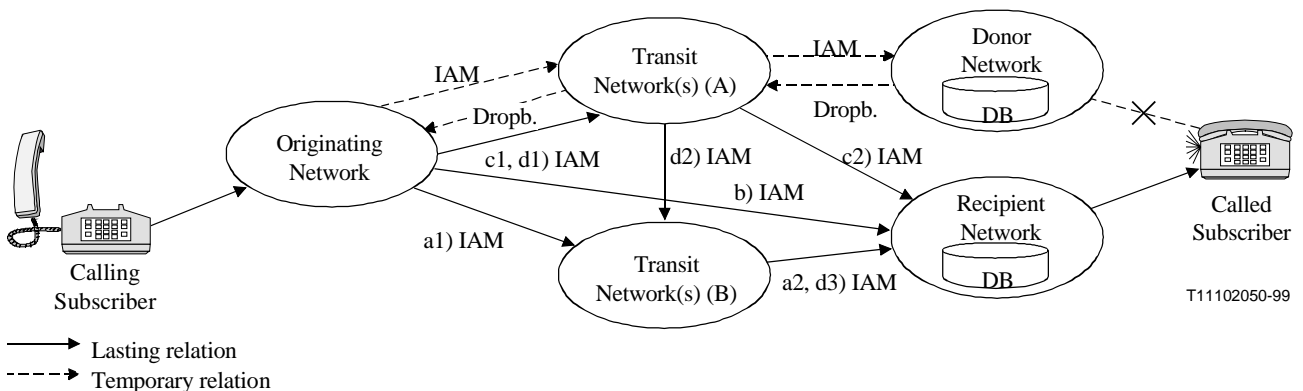 Transit
Network(s) (A)
IAM
Donor
Network
DB
IAM
Dropb.
Dropb.
Originating
Network
c1, d1) IAM
d2) IAM
c2) IAM
b) IAM
a1) IAM
Recipient
Network
DB
Transit
Network(s) (B)
a2, d3) IAM
Calling
Subscriber
Called
Subscriber
T11102050-99
Lasting relation
Temporary relation